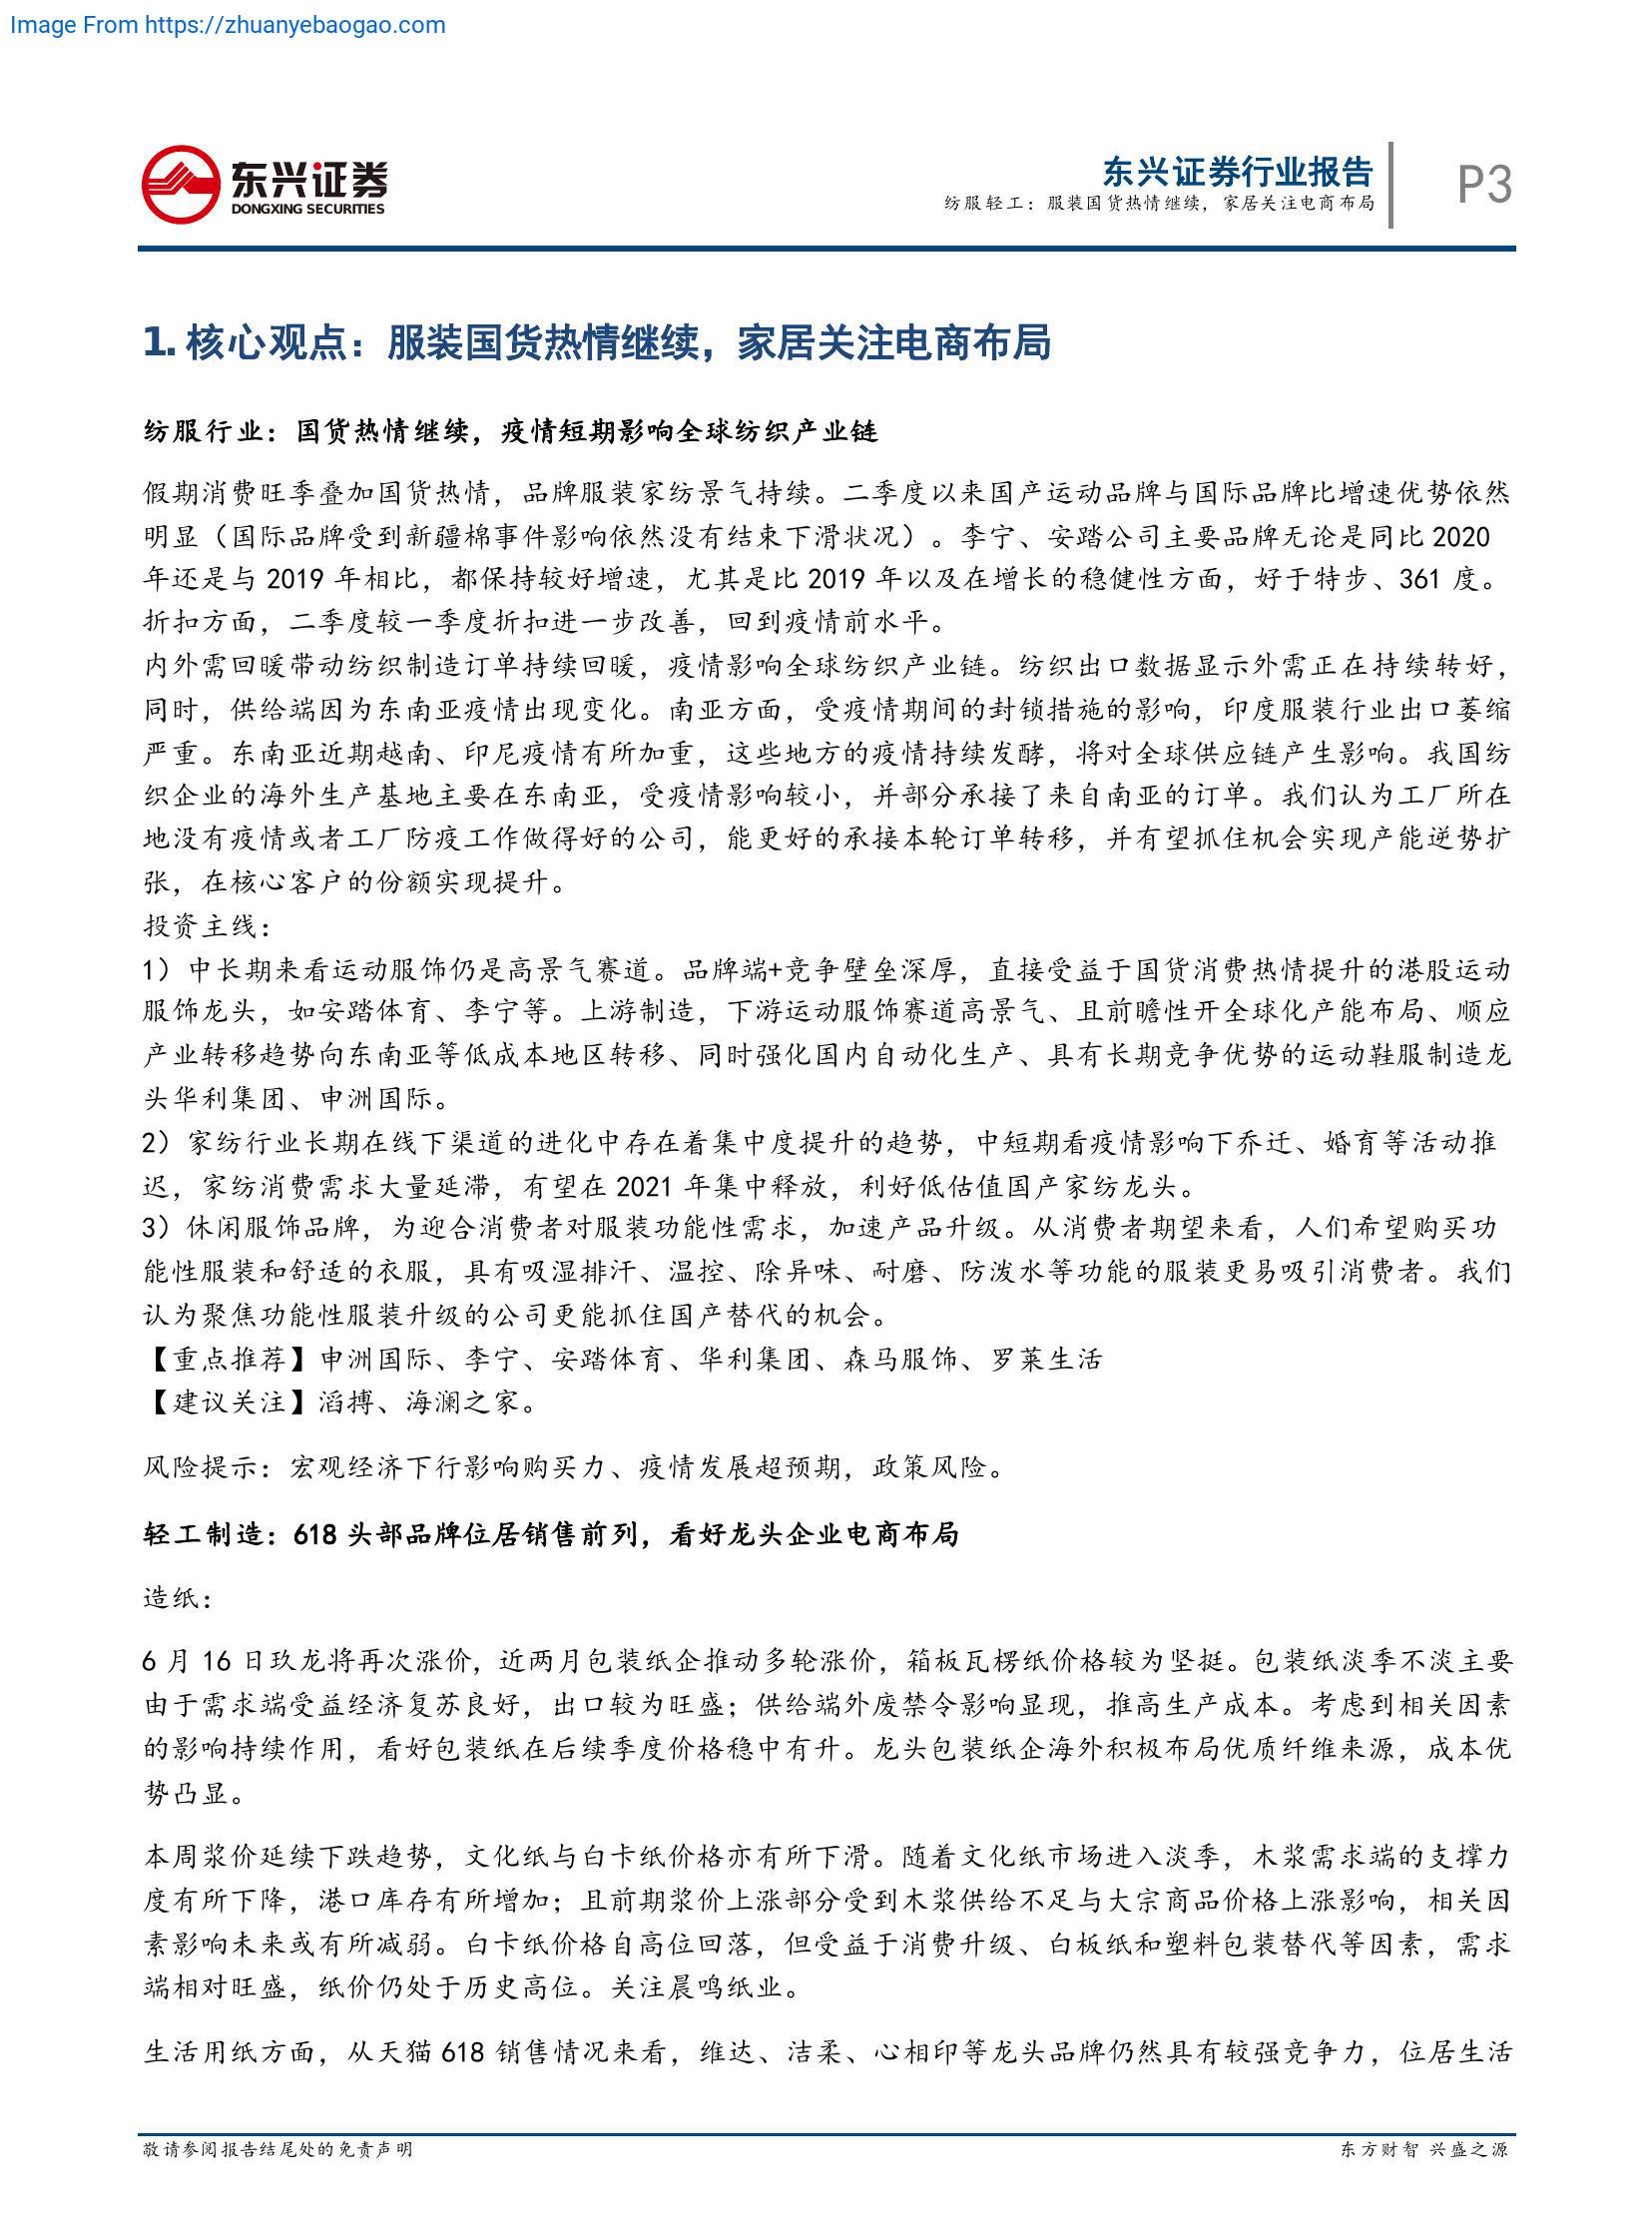 Image From https://zhuanyebaogao.com
东兴证券
DONGXING SECURITIES
东兴证券行业报告
纺服轻工：服装国货热情继续，家居关注电商布局
P3
1. 核心观点：服装国货热情继续，家居关注电商布局
纺服行业：国货热情继续，疫情短期影响全球纺织产业链
假期消费旺季叠加国货热情，品牌服装家纺景气持续。二季度以来国产运动品牌与国际品牌比增速优势依然
明显（国际品牌受到新疆棉事件影响依然没有结束下滑状况）。李宁、安踏公司主要品牌无论是同比 2020
年还是与 2019 年相比，都保持较好增速，尤其是比 2019 年以及在增长的稳健性方面，好于特步、361 度。
折扣方面，二季度较一季度折扣进一步改善，回到疫情前水平。
内外需回暖带动纺织制造订单持续回暖，疫情影响全球纺织产业链。纺织出口数据显示外需正在持续转好，
同时，供给端因为东南亚疫情出现变化。南亚方面，受疫情期间的封锁措施的影响，印度服装行业出口萎缩
严重。东南亚近期越南、印尼疫情有所加重，这些地方的疫情持续发酵，将对全球供应链产生影响。我国纺
织企业的海外生产基地主要在东南亚，受疫情影响较小，并部分承接了来自南亚的订单。我们认为工厂所在
地没有疫情或者工厂防疫工作做得好的公司，能更好的承接本轮订单转移，并有望抓住机会实现产能逆势扩
张，在核心客户的份额实现提升。
投资主线：
1）中长期来看运动服饰仍是高景气赛道。品牌端+竞争壁垒深厚，直接受益于国货消费热情提升的港股运动
服饰龙头，如安踏体育、李宁等。上游制造，下游运动服饰赛道高景气、且前瞻性开全球化产能布局、顺应
产业转移趋势向东南亚等低成本地区转移、同时强化国内自动化生产、具有长期竞争优势的运动鞋服制造龙
头华利集团、申洲国际。
2）家纺行业长期在线下渠道的进化中存在着集中度提升的趋势，中短期看疫情影响下乔迁、婚育等活动推
迟，家纺消费需求大量延滞，有望在 2021 年集中释放，利好低估值国产家纺龙头。
3）休闲服饰品牌，为迎合消费者对服装功能性需求，加速产品升级。从消费者期望来看，人们希望购买功
能性服装和舒适的衣服，具有吸湿排汗、温控、除异味、耐磨、防泼水等功能的服装更易吸引消费者。我们
认为聚焦功能性服装升级的公司更能抓住国产替代的机会。
【重点推荐】申洲国际、李宁、安踏体育、华利集团、森马服饰、罗莱生活
【建议关注】滔搏、海澜之家。
风险提示：宏观经济下行影响购买力、疫情发展超预期，政策风险。
轻工制造：618 头部品牌位居销售前列，看好龙头企业电商布局
造纸：
6 月 16 日玖龙将再次涨价，近两月包装纸企推动多轮涨价，箱板瓦楞纸价格较为坚挺。包装纸淡季不淡主要
由于需求端受益经济复苏良好，出口较为旺盛；供给端外废禁令影响显现，推高生产成本。考虑到相关因素
的影响持续作用，看好包装纸在后续季度价格稳中有升。龙头包装纸企海外积极布局优质纤维来源，成本优
势凸显。
本周浆价延续下跌趋势，文化纸与白卡纸价格亦有所下滑。随着文化纸市场进入淡季，木浆需求端的支撑力
度有所下降，港口库存有所增加；且前期浆价上涨部分受到木浆供给不足与大宗商品价格上涨影响，相关因
素影响未来或有所减弱。白卡纸价格自高位回落，但受益于消费升级、白板纸和塑料包装替代等因素，需求
端相对旺盛，纸价仍处于历史高位。关注晨鸣纸业。
生活用纸方面，从天猫 618 销售情况来看，维达、洁柔、心相印等龙头品牌仍然具有较强竞争力，位居生活
敬请参阅报告结尾处的免责声明
东方财智 兴盛之源